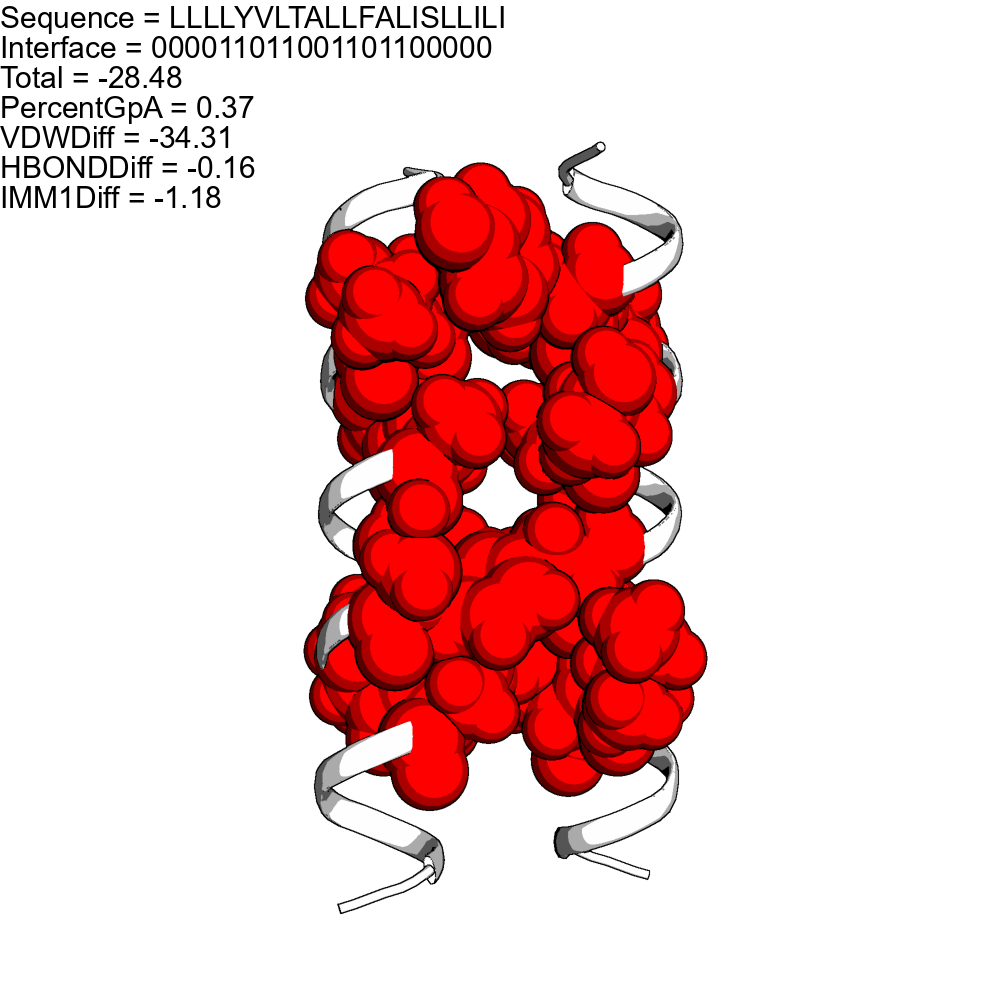 Sequence = LLLLYVLTALLFALISLLILI
Interface = 000011011001101100000
Total = -28.48
PercentGpA = 0.37
VDWDiff = -34.31
HBONDDiff = -0.16
IMM1Diff = -1.18